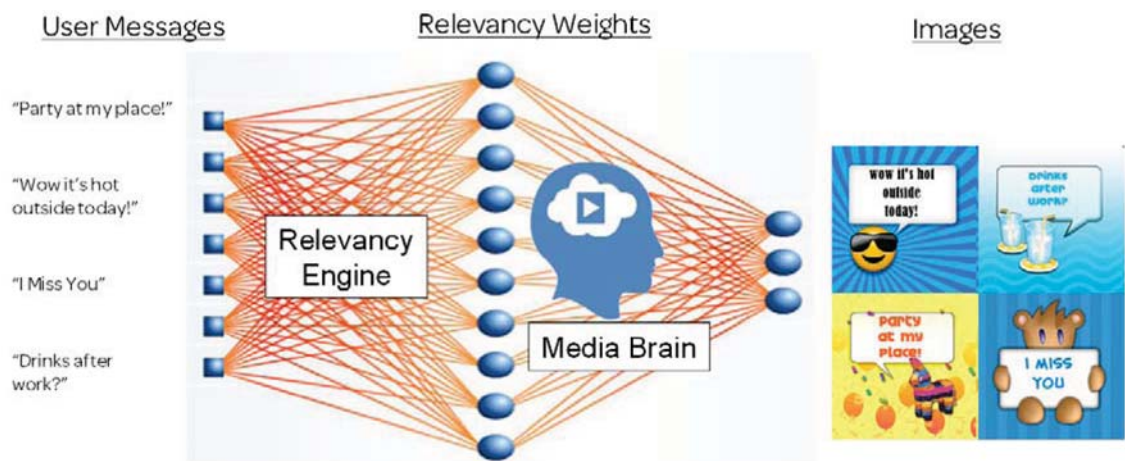 User Messages
Relevancy Weights
Images
"Party at my place!"
"Wow it's hot
outside today!"
"I Miss You"
"Drinks after
work?"
Relevancy
Engine
Media Brain
wow it's hot
outside
today!
Drinks
after
work?
Party
at my
place!
I MISS
YOU